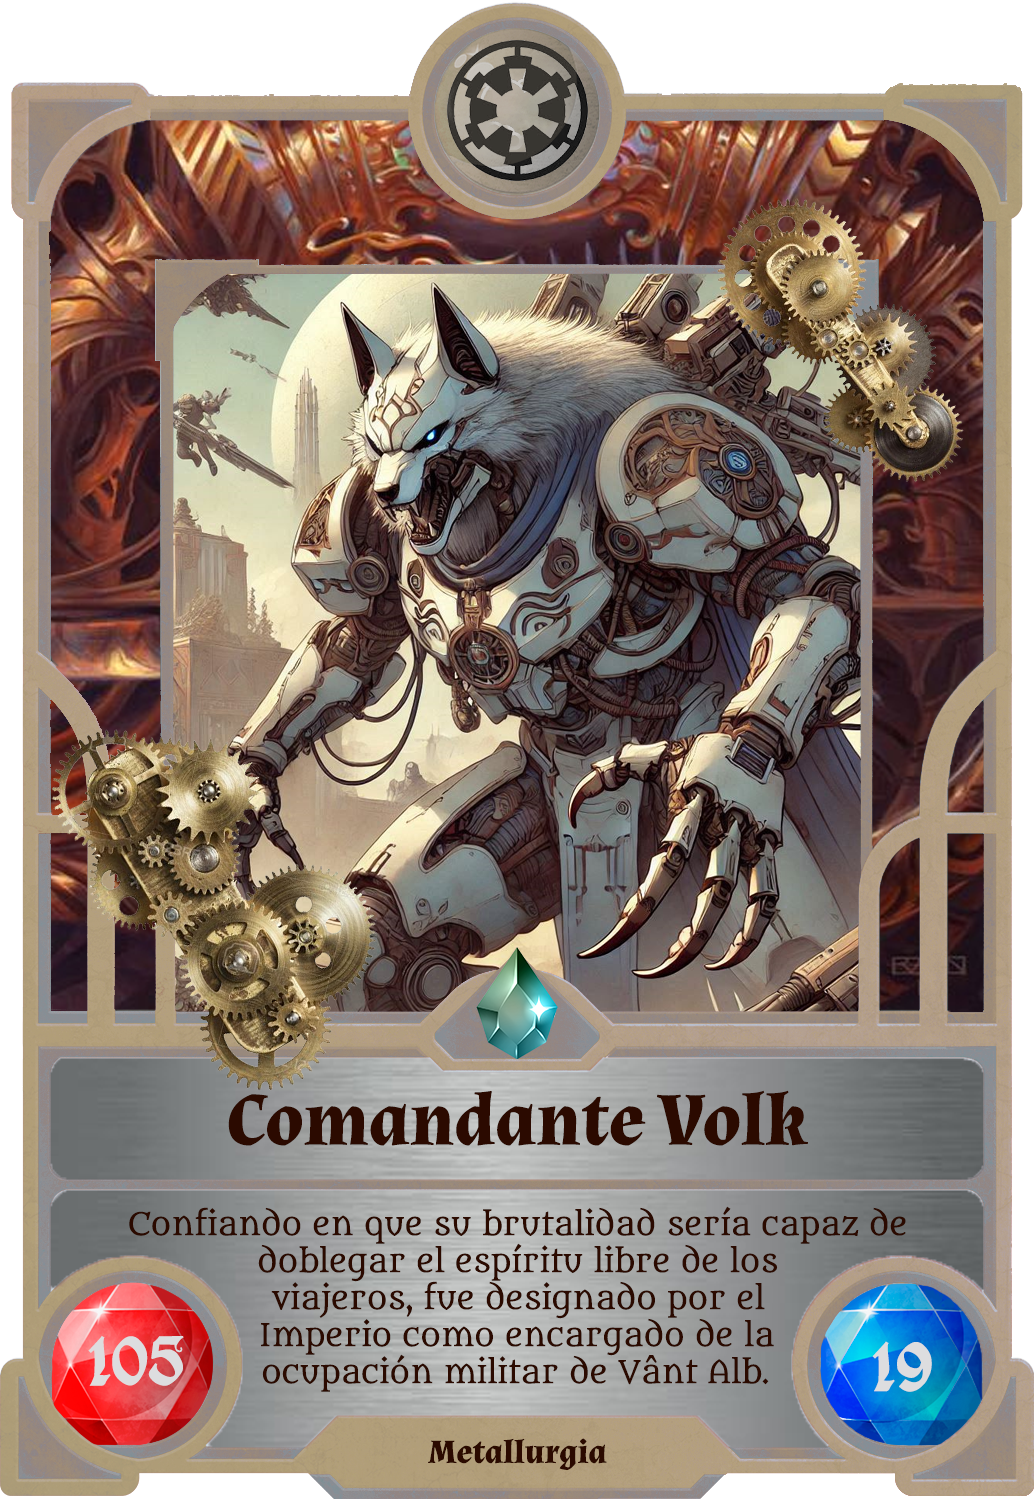 Comandante Volk
Confiando en que su brutalidad sería capaz de
doblegar el espíritu libre de los
viajeros, fue designado por el
Imperio como encargado de la
ocupación militar de Vânt Alb.
105
19
Metallurgia